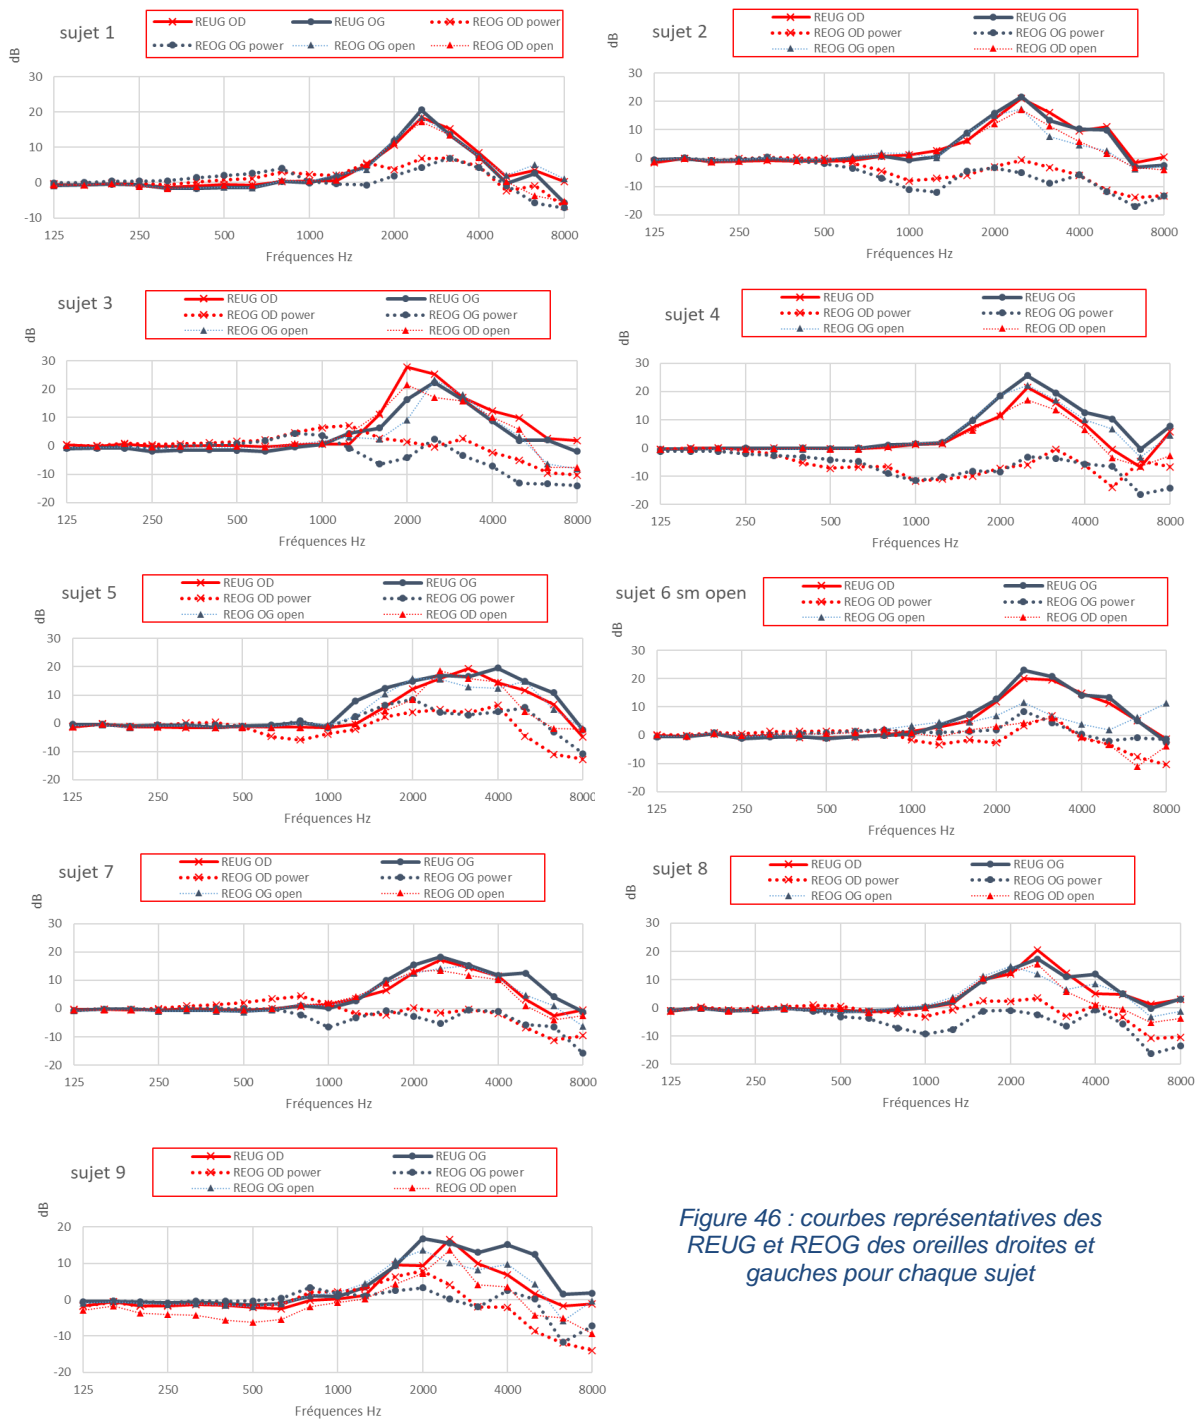 sujet 1
REUG OD
REUG OG
REOG OD power
REOG OG power
REOG OG open
REOG OD open
dB
30
20
10
0
-10
125 250 500 1000 2000 4000 8000
Fréquences Hz
sujet 2
REUG OD
REUG OG
REOG OD power
REOG OG power
REOG OG open
REOG OD open
dB
30
20
10
0
-10
-20
125 250 500 1000 2000 4000 8000
Fréquences Hz
sujet 3
REUG OD
REUG OG
REOG OD power
REOG OG power
REOG OG open
REOG OD open
dB
30
20
10
0
-10
-20
125 250 500 1000 2000 4000 8000
Fréquences Hz
sujet 4
REUG OD
REUG OG
REOG OD power
REOG OG power
REOG OG open
REOG OD open
dB
30
20
10
0
-10
-20
125 250 500 1000 2000 4000 8000
Fréquences Hz
sujet 5
REUG OD
REUG OG
REOG OD power
REOG OG power
REOG OG open
REOG OD open
dB
30
20
10
0
-10
-20
125 250 500 1000 2000 4000 8000
Fréquences Hz
sujet 6 sm open
REUG OD
REUG OG
REOG OD power
REOG OG power
REOG OG open
REOG OD open
dB
30
20
10
0
-10
-20
125 250 500 1000 2000 4000 8000
Fréquences Hz
sujet 7
REUG OD
REUG OG
REOG OD power
REOG OG power
REOG OG open
REOG OD open
dB
30
20
10
0
-10
-20
125 250 500 1000 2000 4000 8000
Fréquences Hz
sujet 8
REUG OD
REUG OG
REOG OD power
REOG OG power
REOG OG open
REOG OD open
dB
30
20
10
0
-10
-20
125 250 500 1000 2000 4000 8000
Fréquences Hz
sujet 9
REUG OD
REUG OG
REOG OD power
REOG OG power
REOG OG open
REOG OD open
dB
20
10
0
-10
-20
125 250 500 1000 2000 4000 8000
Fréquences Hz
Figure 46 : courbes représentatives des
REUG et REOG des oreilles droites et
gauches pour chaque sujet